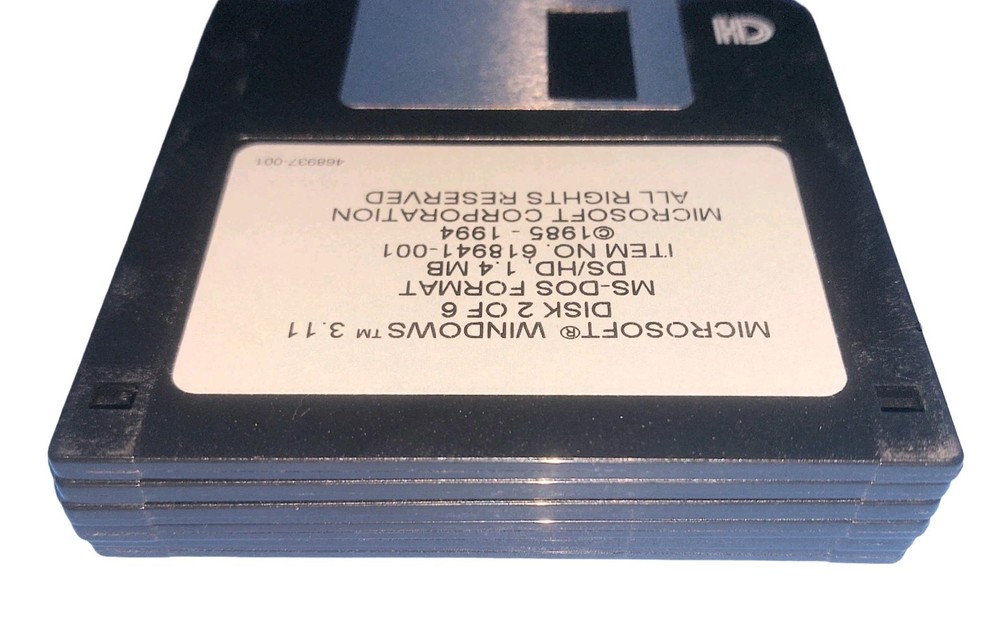 MICROSOFT® WINDOWS™ 3.11
DISK 2 OF 6
MS-DOS FORMAT
DS/HD, 1.4 MB
ITEM NO. 618941-001
©1985 - 1994
MICROSOFT CORPORATION
ALL RIGHTS RESERVED
468937-001
HD